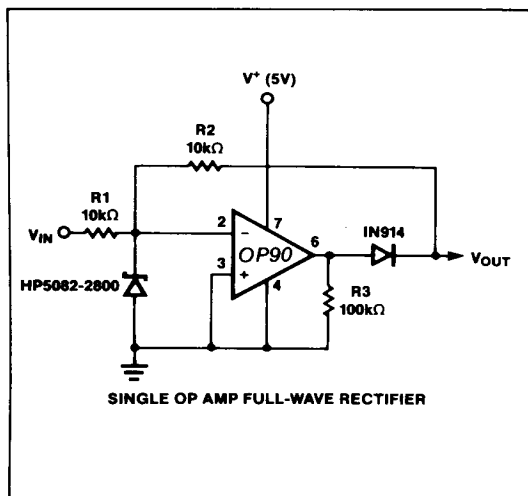 V+ (5V)
R2
10kΩ
R1
10kΩ
VIN
2
−
7
OP90
6
IN914
VOUT
3
+
4
HP5082-2800
R3
100kΩ
SINGLE OP AMP FULL-WAVE RECTIFIER